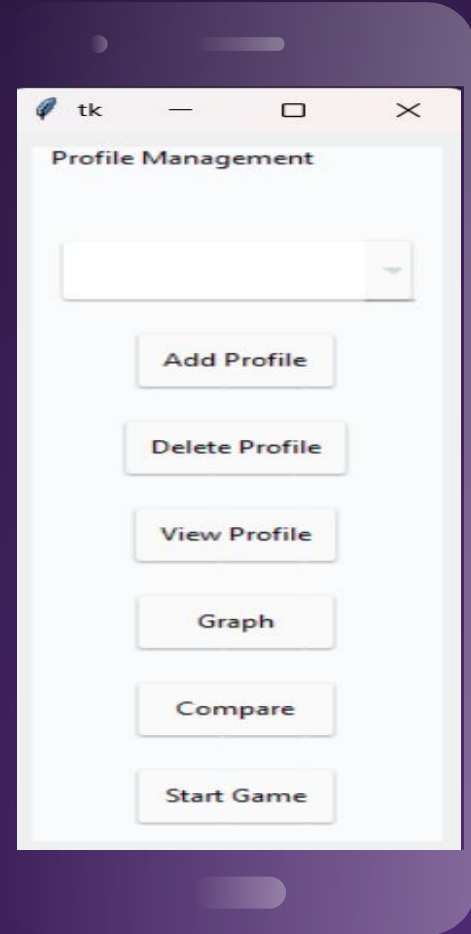 tk
Profile Management
Add Profile
Delete Profile
View Profile
Graph
Compare
Start Game